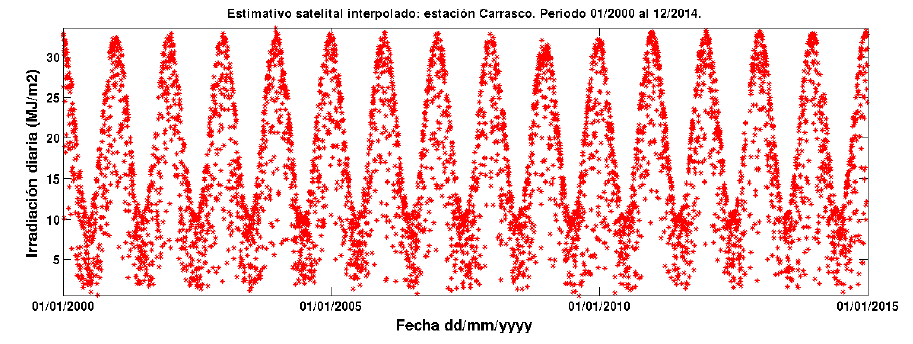 Estimativo satelital interpolado: estación Carrasco. Periodo 01/2000 al 12/2014.
Irradiación diaria (MJ/m2)
30
25
20
15
10
5
01/01/2000 01/01/2005 01/01/2010 01/01/2015
Fecha dd/mm/yyyy